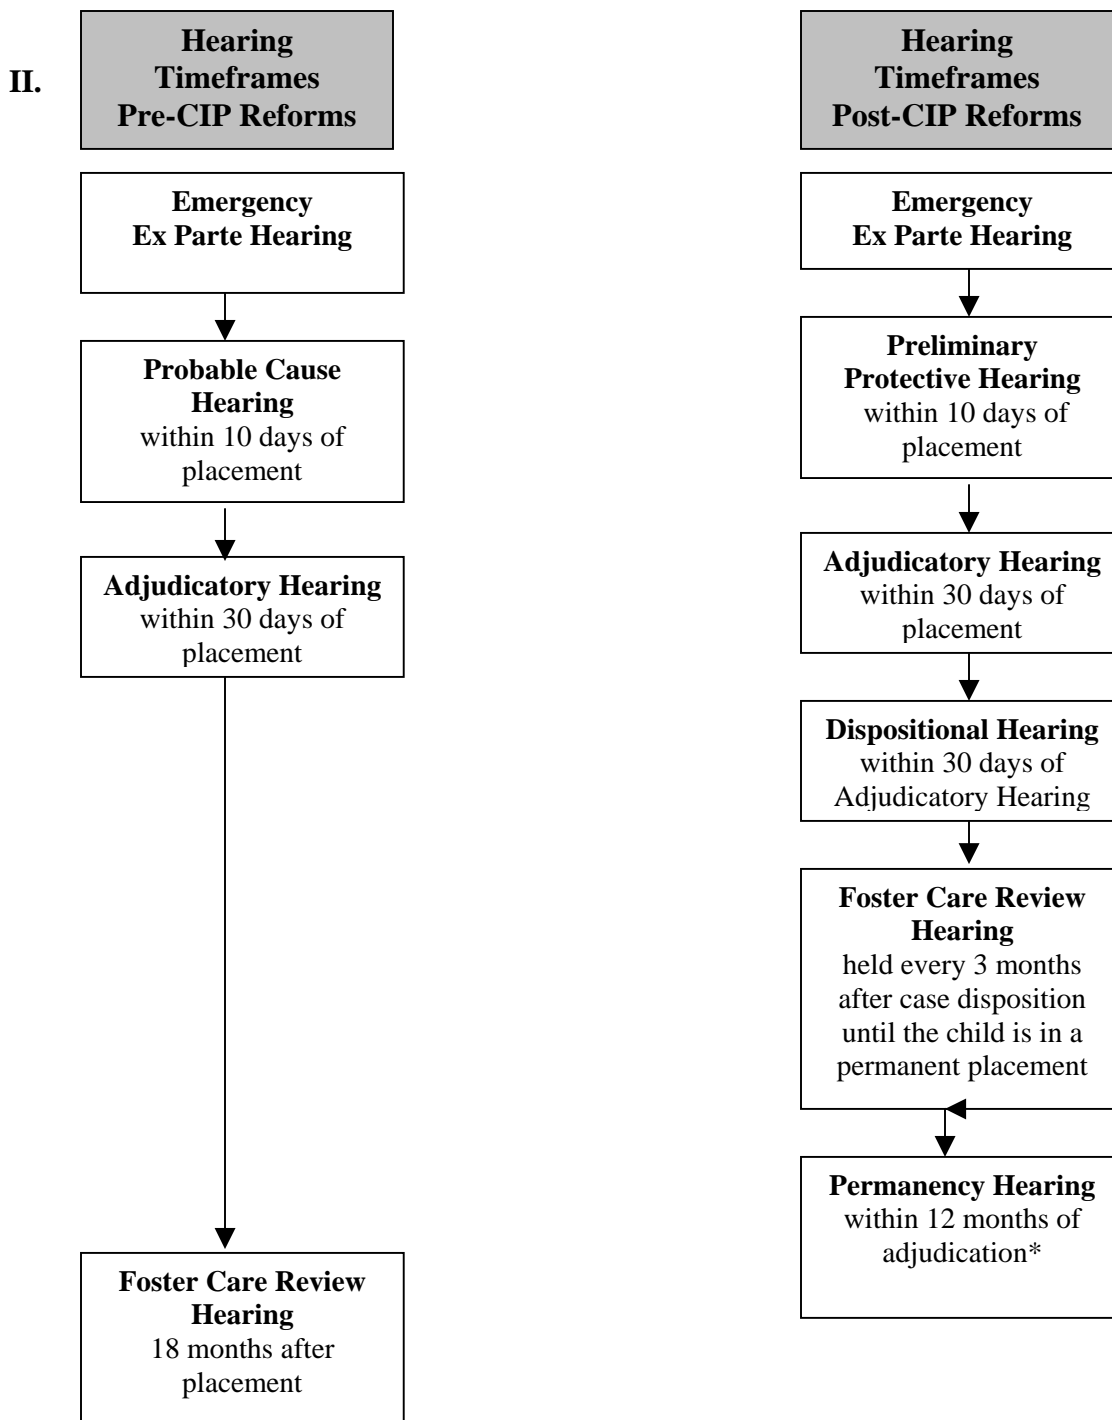 II.
Hearing
Timeframes
Pre-CIP Reforms
Emergency
Ex Parte Hearing
Probable Cause
Hearing
within 10 days of
placement
Adjudicatory Hearing
within 30 days of
placement
Foster Care Review
Hearing
18 months after
placement
Hearing
Timeframes
Post-CIP Reforms
Emergency
Ex Parte Hearing
Preliminary
Protective Hearing
within 10 days of
placement
Adjudicatory Hearing
within 30 days of
placement
Dispositional Hearing
within 30 days of
Adjudicatory Hearing
Foster Care Review
Hearing
held every 3 months
after case disposition
until the child is in a
permanent placement
Permanency Hearing
within 12 months of
adjudication*